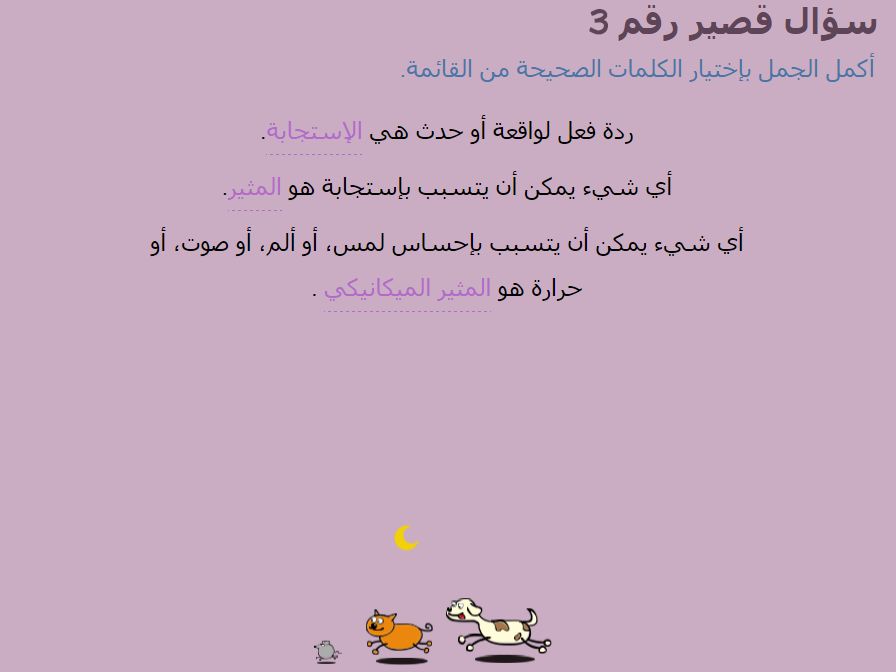 سؤال قصير رقم 3
أكمل الجمل بإختيار الكلمات الصحيحة من القائمة.
ردة فعل لواقعة أو حدث هي الإستجابة.
أي شيء يمكن أن يتسبب بإستجابة هو المثير.
أي شيء يمكن أن يتسبب بإحساس لمس، أو ألم، أو صوت، أو
حرارة هو المثير الميكانيكي .